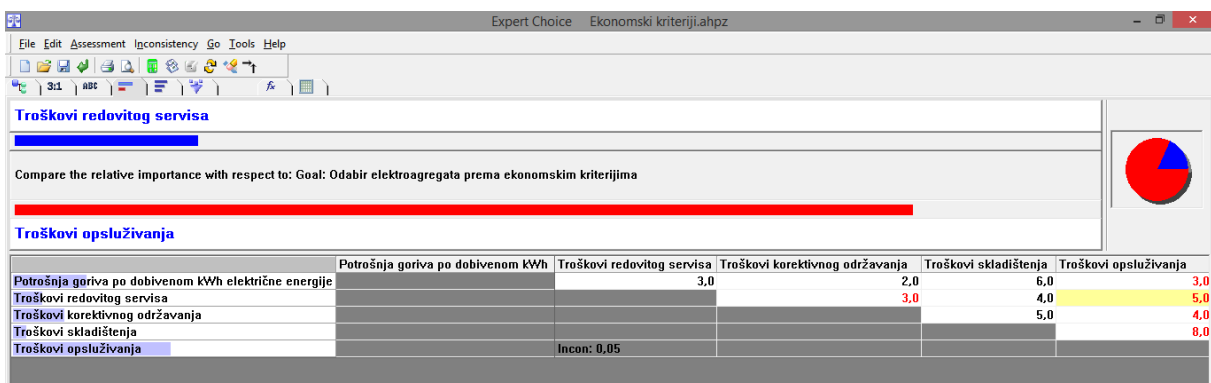 Expert Choice Ekonomski kriteriji.ahpz
File Edit Assessment Inconsistency Go Tools Help
3:1 ABC fx
Troškovi redovitog servisa
Compare the relative importance with respect to: Goal: Odabir elektroagregata prema ekonomskim kriterijima
Troškovi opsluživanja
Potrošnja goriva po dobivenom kWh Troškovi redovitog servisa Troškovi korektivnog održavanja Troškovi skladištenja Troškovi opsluživanja
Potrošnja goriva po dobivenom kWh električne energije 3,0 2,0 6,0 3,0
Troškovi redovitog servisa 3,0 4,0 5,0
Troškovi korektivnog održavanja 5,0 4,0
Troškovi skladištenja 8,0
Troškovi opsluživanja Incon: 0,05